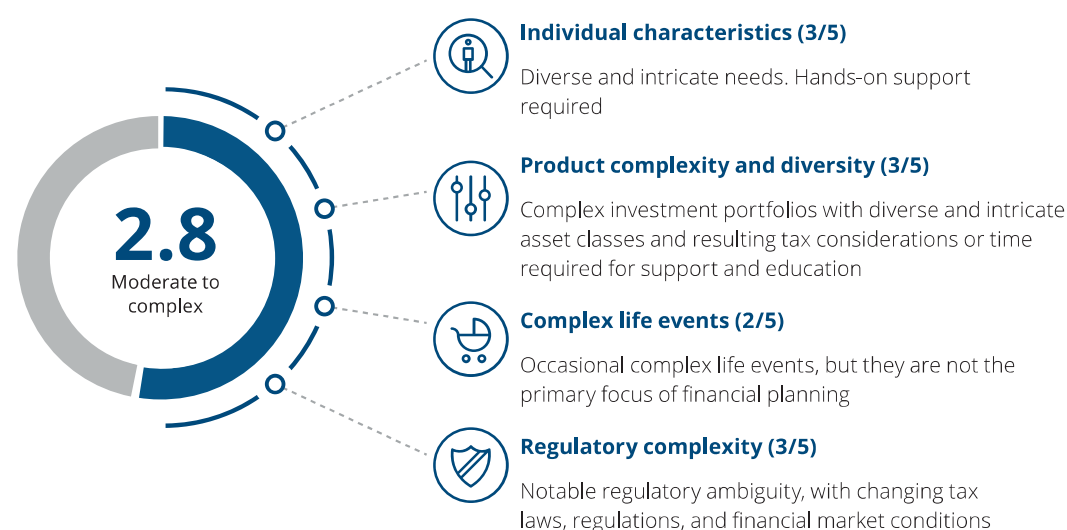 2.8
Moderate to
complex
Individual characteristics (3/5)
Diverse and intricate needs. Hands-on support
required
Product complexity and diversity (3/5)
Complex investment portfolios with diverse and intricate
asset classes and resulting tax considerations or time
required for support and education
Complex life events (2/5)
Occasional complex life events, but they are not the
primary focus of financial planning
Regulatory complexity (3/5)
Notable regulatory ambiguity, with changing tax
laws, regulations, and financial market conditions